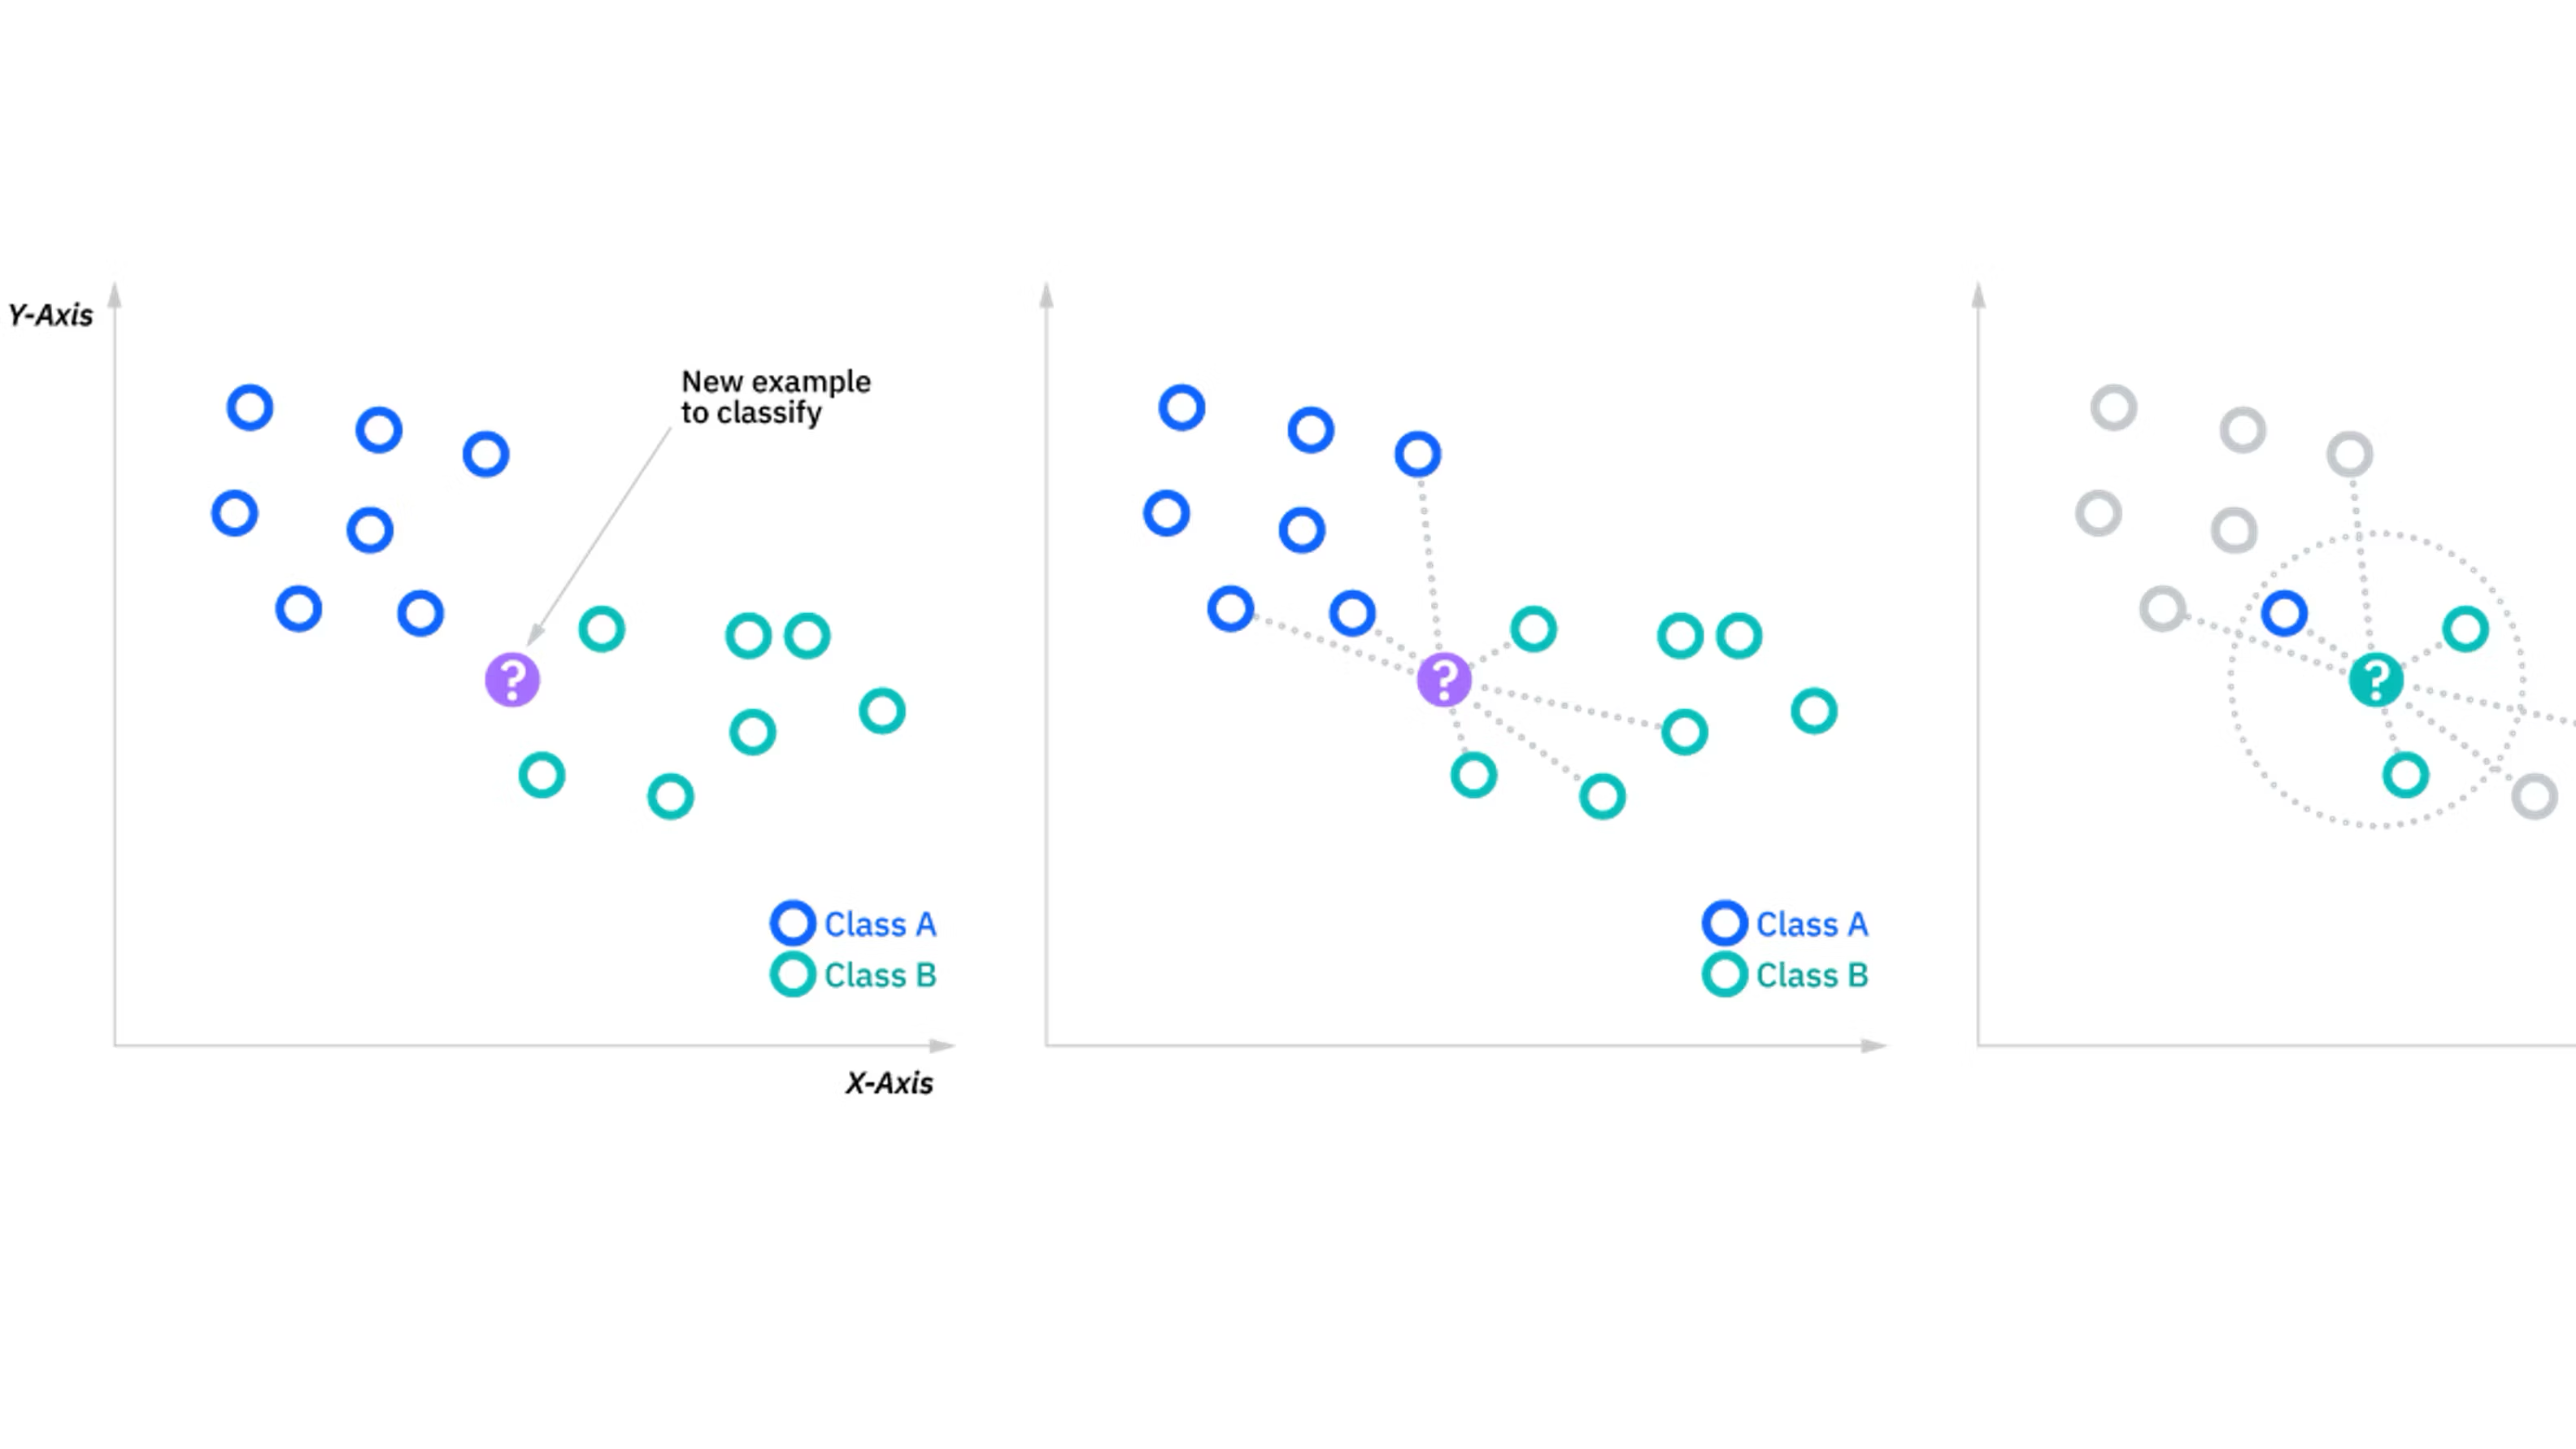 Y-Axis
New example
to classify
?
?
?
Class A
Class B
Class A
Class B
X-Axis